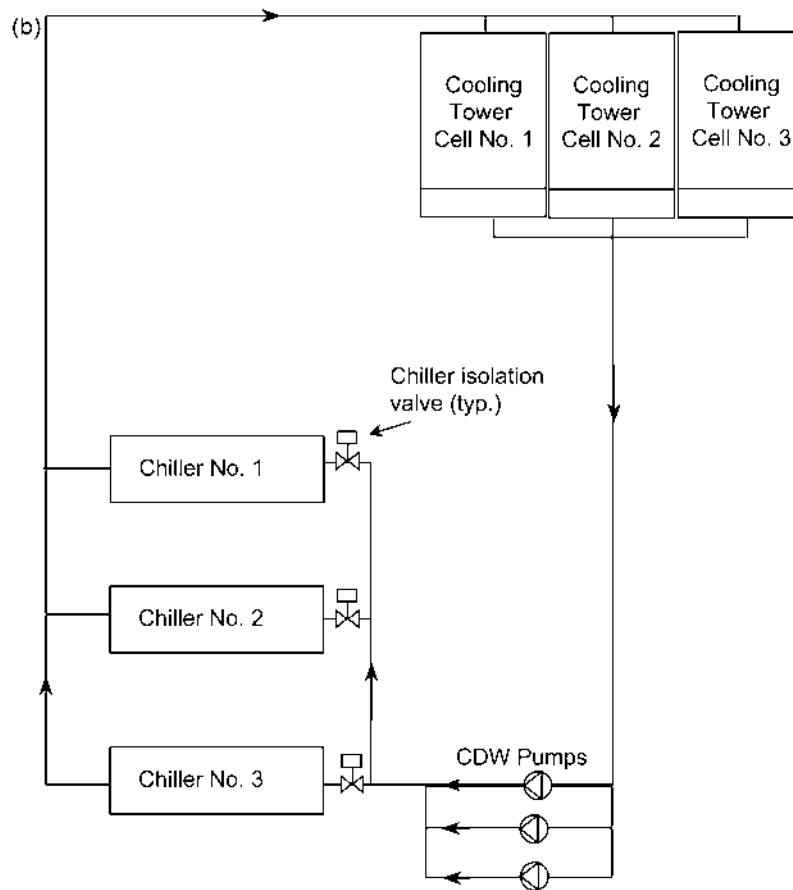 (b)
Cooling
Tower
Cell No. 1
Cooling
Tower
Cell No. 2
Cooling
Tower
Cell No. 3
Chiller isolation
valve (typ.)
Chiller No. 1
Chiller No. 2
CDW Pumps
Chiller No. 3